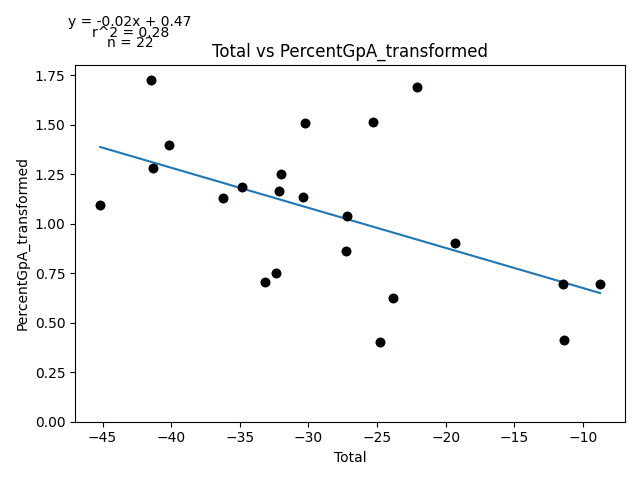 y = -0.02x + 0.47
r^2 = 0.28
n = 22
Total vs PercentGpA_transformed
PercentGpA_transformed
1.75
1.50
1.25
1.00
0.75
0.50
0.25
0.00
−45 −40 −35 −30 −25 −20 −15 −10
Total